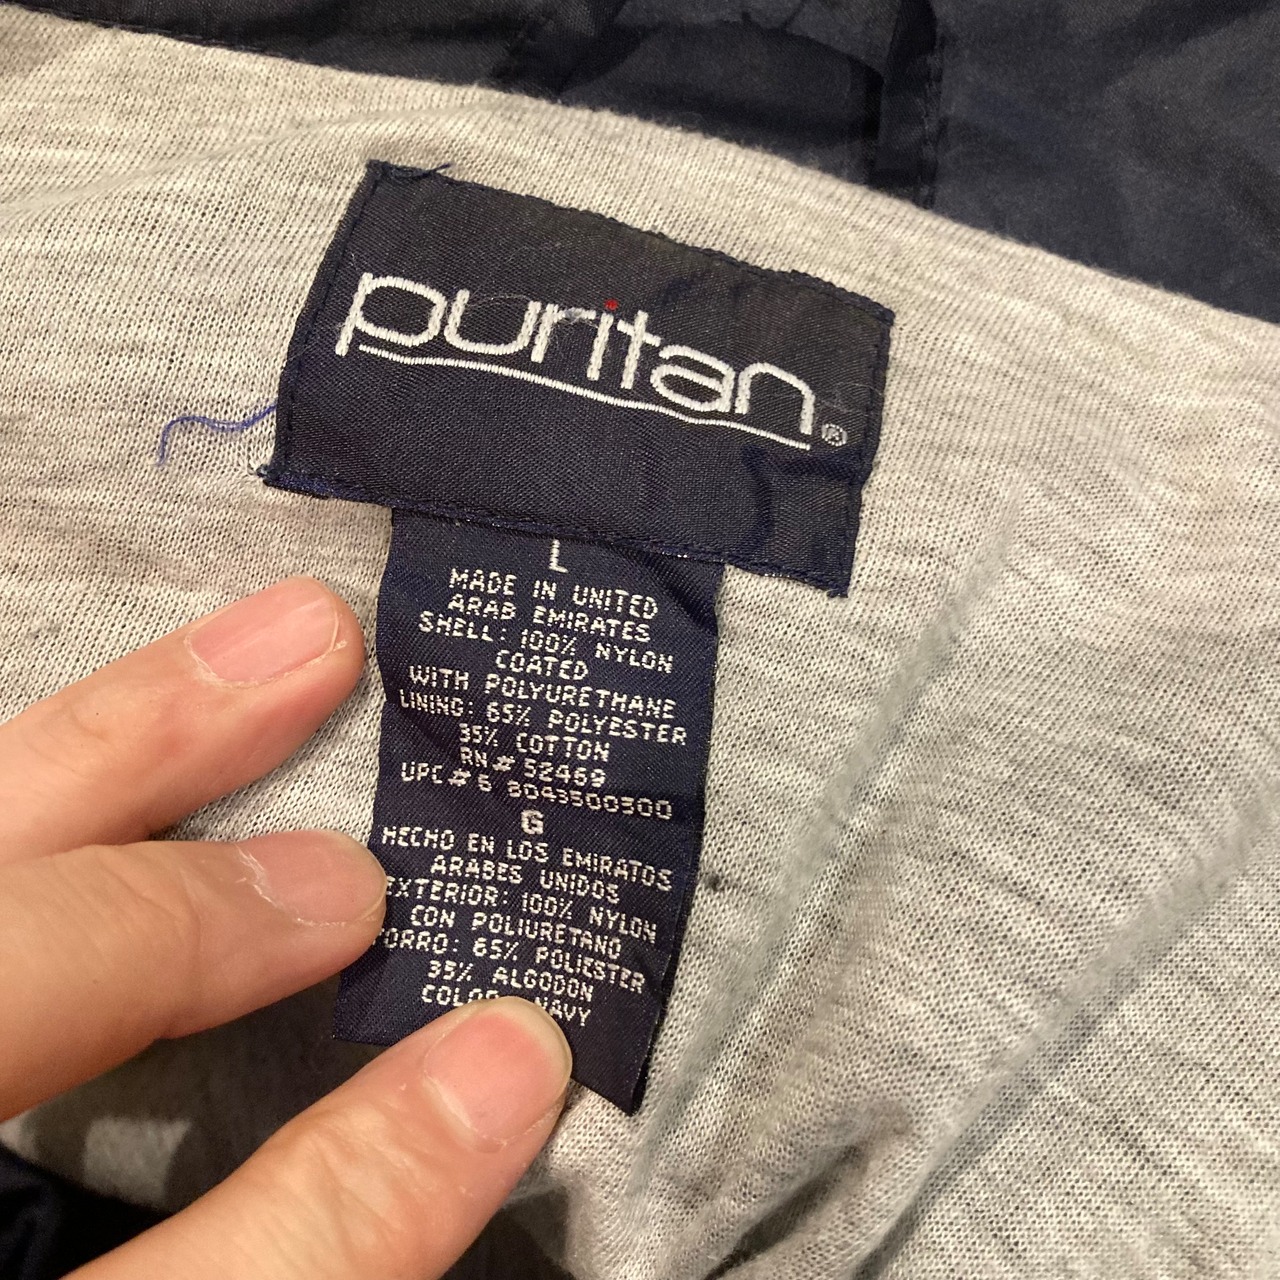 puritan®
L
MADE IN UNITED
ARAB EMIRATES
SHELL: 100% NYLON
COATED
WITH POLYURETHANE
LINING: 65% POLYESTER
35% COTTON
RN# 52469
UPC# 6 8043500300
G
HECHO EN LOS EMIRATOS
ARABES UNIDOS
EXTERIOR: 100% NYLON
CON POLIURETANO
FORRO: 65% POLIESTER
35% ALGODON
COLOR: NAVY